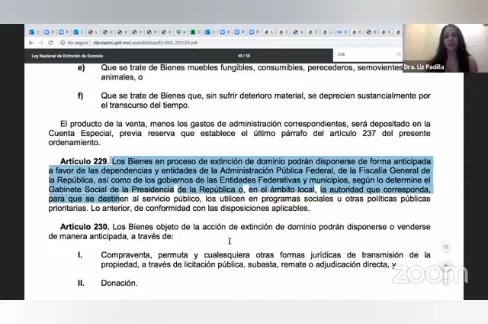 No seguro | diputados.gob.mx/LeyesBiblio/pdf/LNED_220120.pdf
Ley Nacional de Extinción de Dominio
Dra. Liz Padilla
e) Que se trate de Bienes muebles fungibles, consumibles, perecederos, semovientes
animales, o
f) Que se trate de Bienes que, sin sufrir deterioro material, se deprecien sustancialmente por
el transcurso del tiempo.
El producto de la venta, menos los gastos de administración correspondientes, será depositado en la
Cuenta Especial, previa reserva que establece el último párrafo del artículo 237 del presente
ordenamiento.
Artículo 229. Los Bienes en proceso de extinción de dominio podrán disponerse de forma anticipada
a favor de las dependencias y entidades de la Administración Pública Federal, de la Fiscalía General de
la República, así como de los gobiernos de las Entidades Federativas y municipios, según lo determine el
Gabinete Social de la Presidencia de la República o, en el ámbito local, la autoridad que corresponda,
para que se destinen al servicio público, los utilicen en programas sociales u otras políticas públicas
prioritarias. Lo anterior, de conformidad con las disposiciones aplicables.
Artículo 230. Los Bienes objeto de la acción de extinción de dominio podrán disponerse o venderse
de manera anticipada, a través de:
I. Compraventa, permuta y cualesquiera otras formas jurídicas de transmisión de la
propiedad, a través de licitación pública, subasta, remate o adjudicación directa, y
II. Donación.
zoom